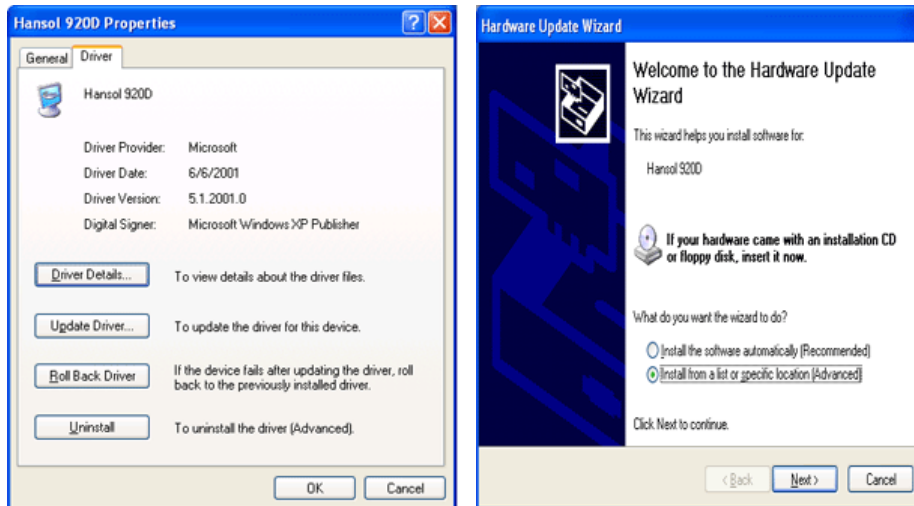 Hansol 920D Properties
General
Driver
Hansol 920D
Driver Provider: Microsoft
Driver Date: 6/6/2001
Driver Version: 5.1.2001.0
Digital Signer: Microsoft Windows XP Publisher
Driver Details... To view details about the driver files.
Update Driver... To update the driver for this device.
Roll Back Driver If the device fails after updating the driver, roll
back to the previously installed driver.
Uninstall To uninstall the driver (Advanced).
OK Cancel
Hardware Update Wizard
Welcome to the Hardware Update
Wizard
This wizard helps you install software for:
Hansol 920D
If your hardware came with an installation CD
or floppy disk, insert it now.
What do you want the wizard to do?
Install the software automatically (Recommended)
Install from a list or specific location (Advanced)
Click Next to continue.
< Back Next > Cancel